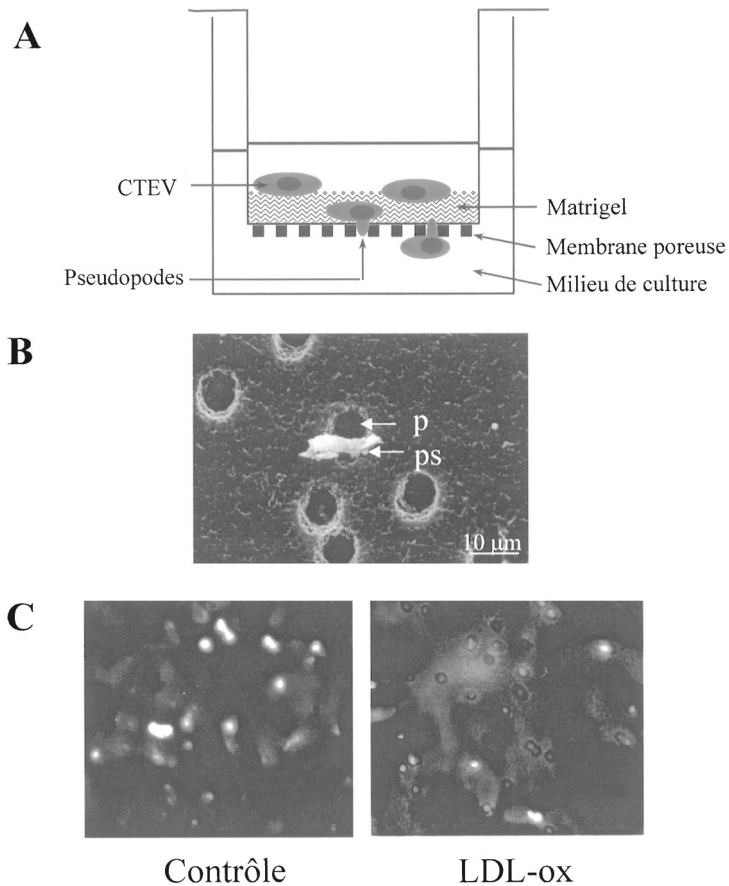 A
CTEV
Matrigel
Membrane poreuse
Pseudopodes
Milieu de culture
B
p
ps
10 µm
C
Contrôle
LDL-ox